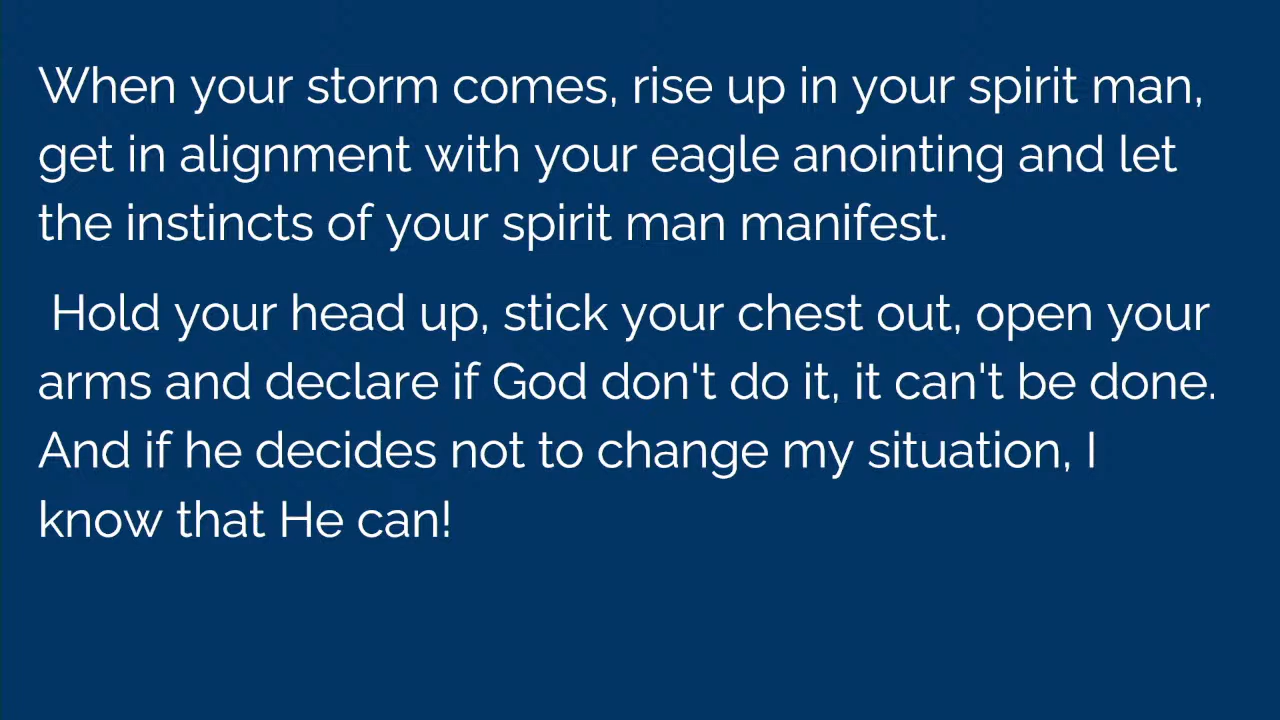 When your storm comes, rise up in your spirit man,
get in alignment with your eagle anointing and let
the instincts of your spirit man manifest.
Hold your head up, stick your chest out, open your
arms and declare if God don't do it, it can't be done.
And if he decides not to change my situation, I
know that He can!